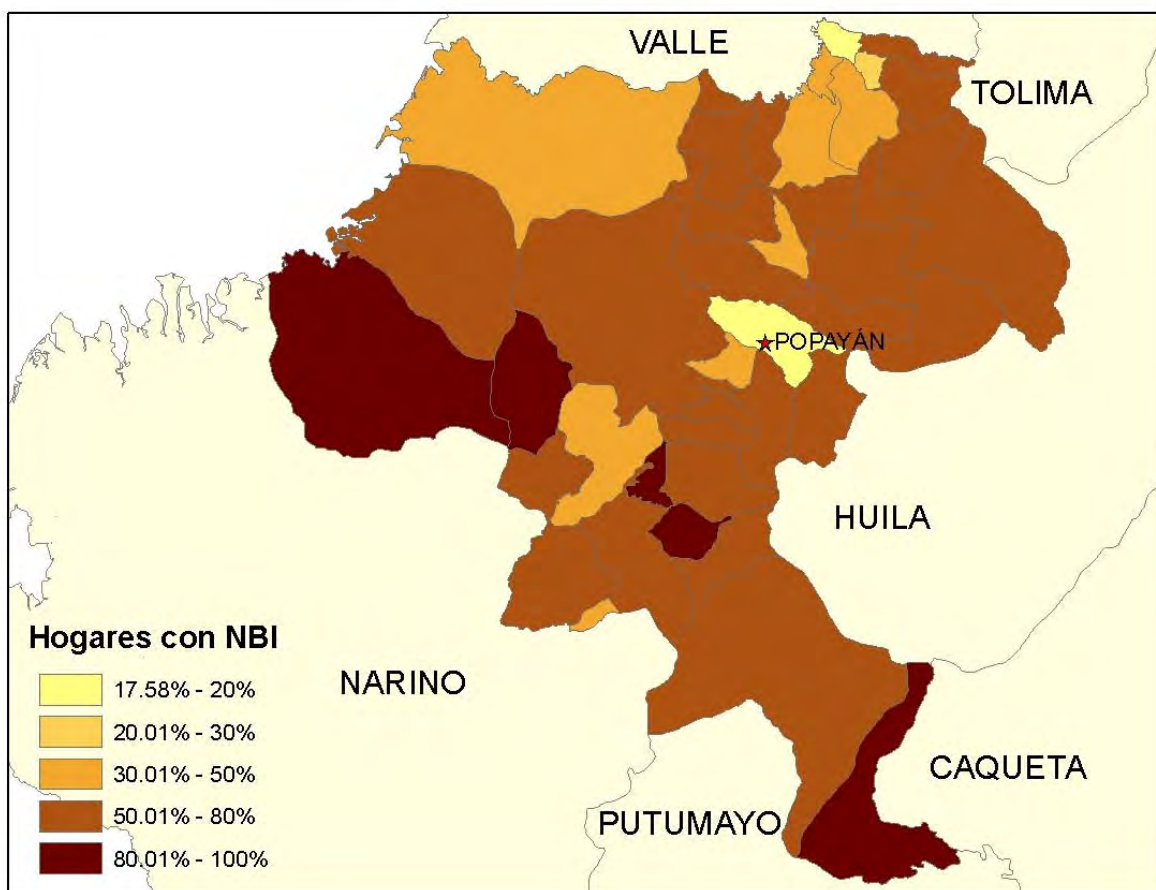 VALLE
TOLIMA
POPAYÁN
HUILA
Hogares con NBI
17.58% - 20%
20.01% - 30%
30.01% - 50%
50.01% - 80%
80.01% - 100%
NARINO
CAQUETA
PUTUMAYO